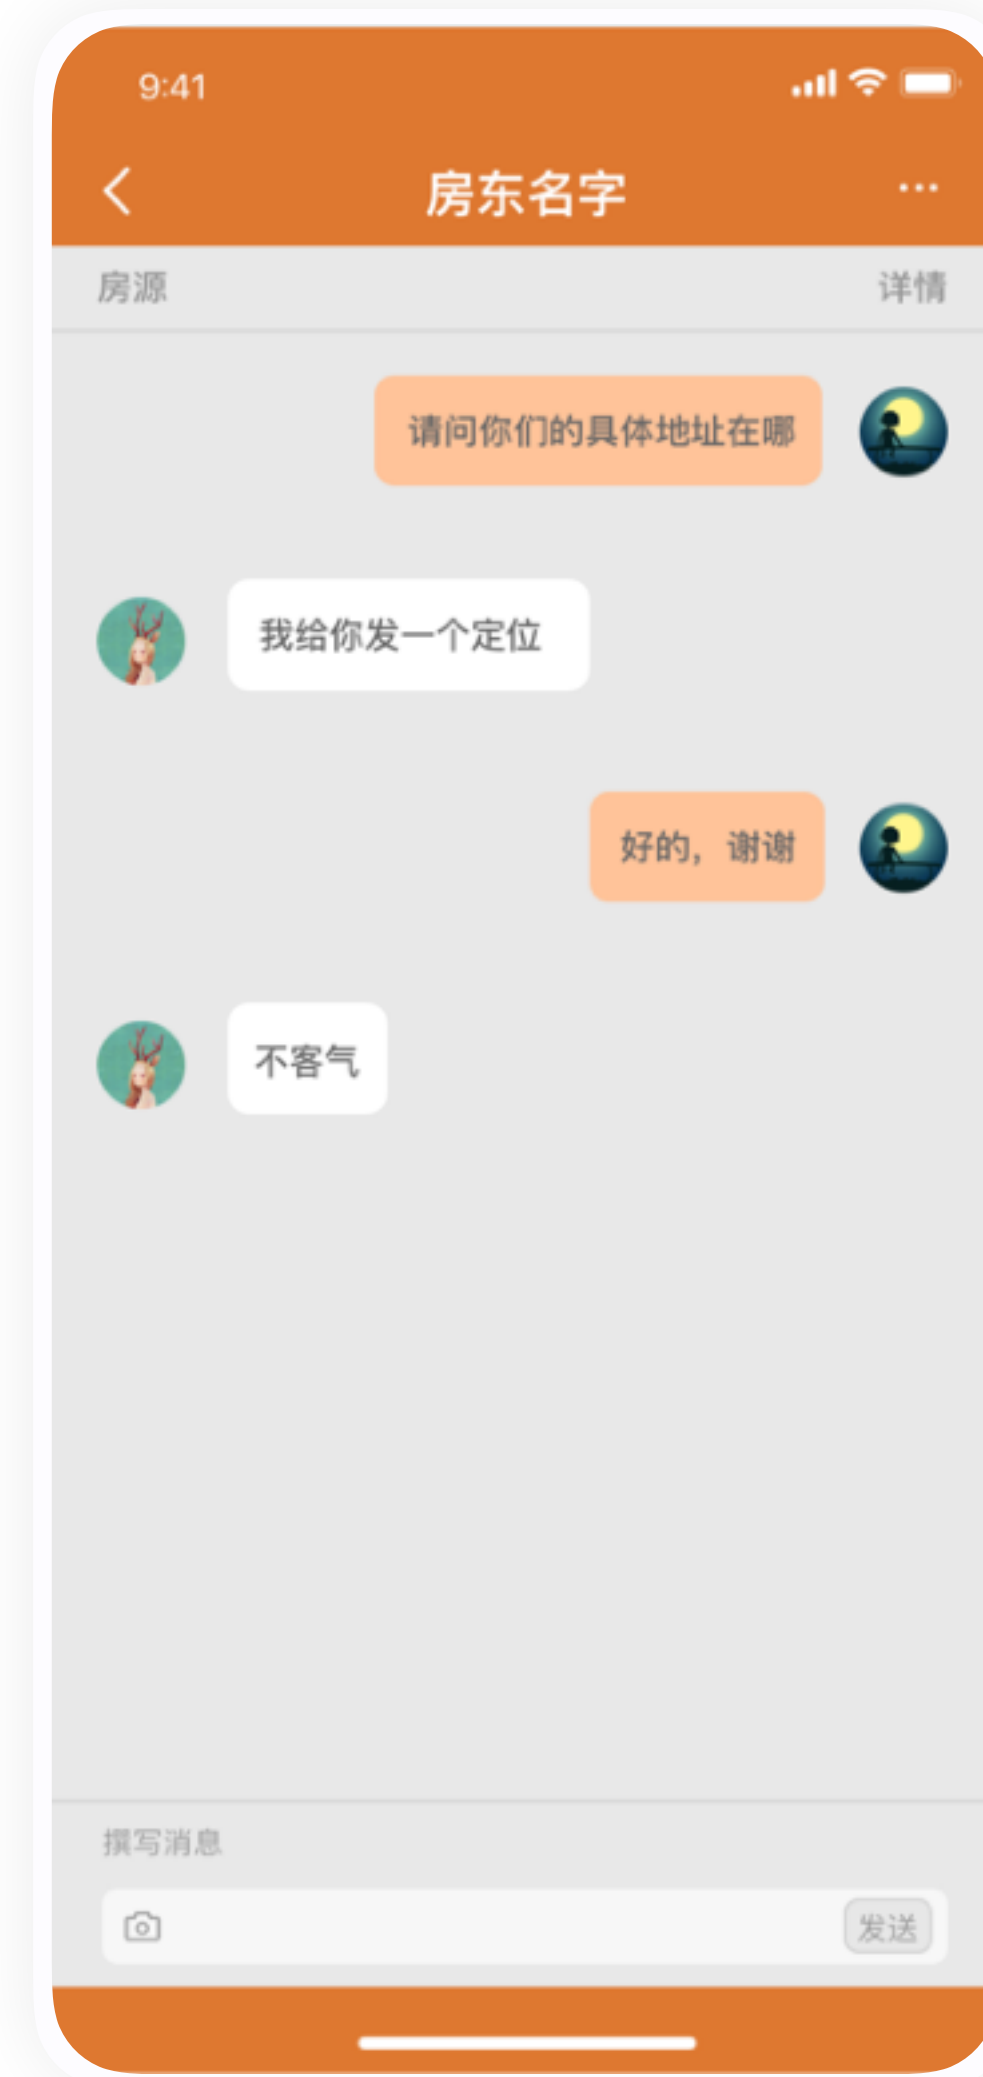 9:41
房东名字
房源 详情
请问你们的具体地址在哪
我给你发一个定位
好的，谢谢
不客气
撰写消息
发送